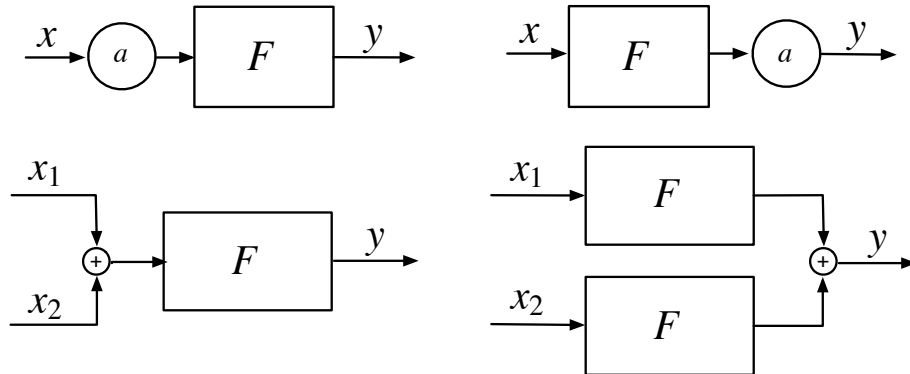 x a F y x F a y
x₁ x₁ F
+ F y + y
x₂ x₂ F